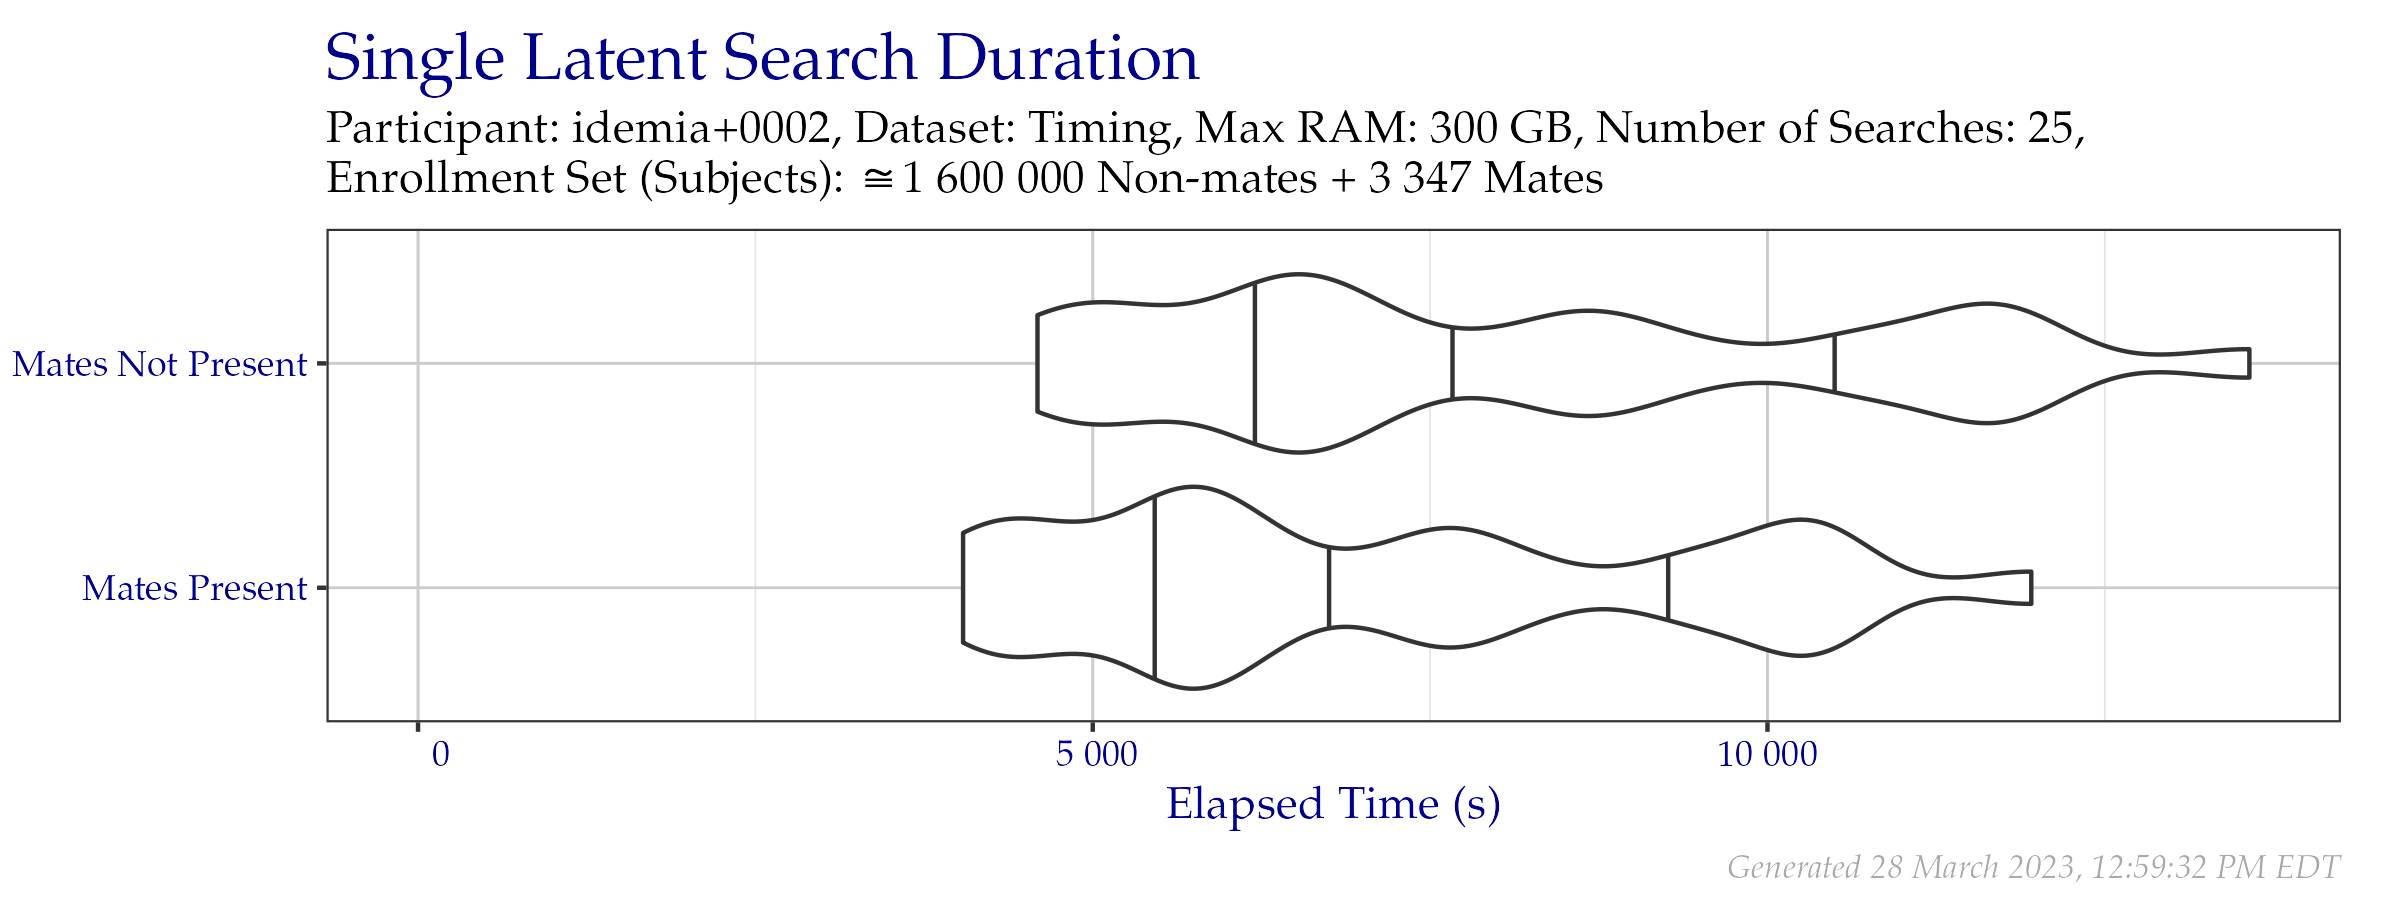 Single Latent Search Duration
Participant: idemia+0002, Dataset: Timing, Max RAM: 300 GB, Number of Searches: 25,
Enrollment Set (Subjects): ≅ 1 600 000 Non-mates + 3 347 Mates
Mates Not Present
Mates Present
0 5 000 10 000
Elapsed Time (s)
Generated 28 March 2023, 12:59:32 PM EDT